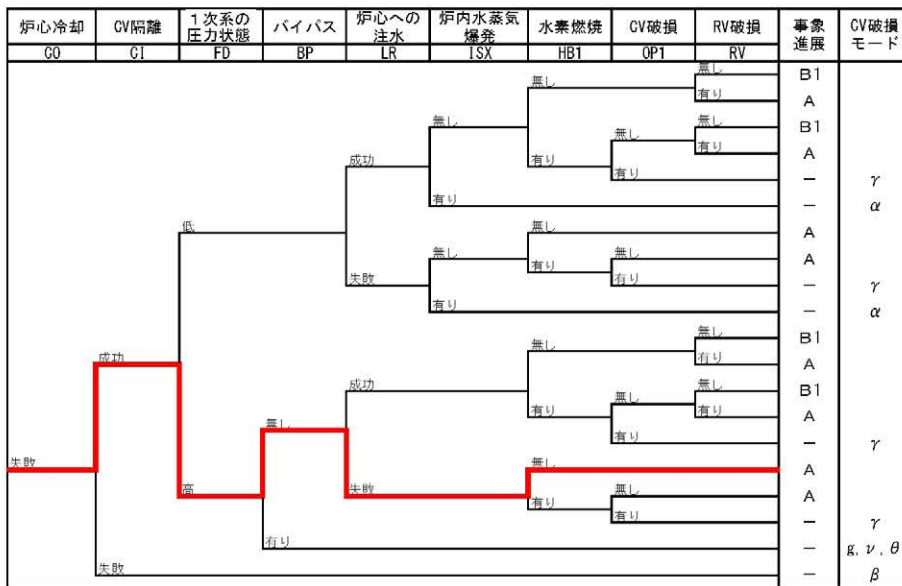 炉心冷却 CV隔離 1次系の圧力状態 バイパス 炉心への注水 炉内水蒸気爆発 水素燃焼 CV破損 RV破損 事象進展 CV破損モード
CO CI FD BP LR ISX HB1 OP1 RV
無し B1
無し
有り A
無し
無し B1
無し
有り A
成功 有り
有り - γ
有り - α
低
無し A
無し
無し A
有り
失敗 有り - γ
有り - α
無し B1
無し
成功 有り A
成功
無し B1
無し
有り 有り A
無し
有り - γ
失敗 無し A
高 失敗 無し A
有り
有り - γ
有り - g, ν, θ
失敗 - β